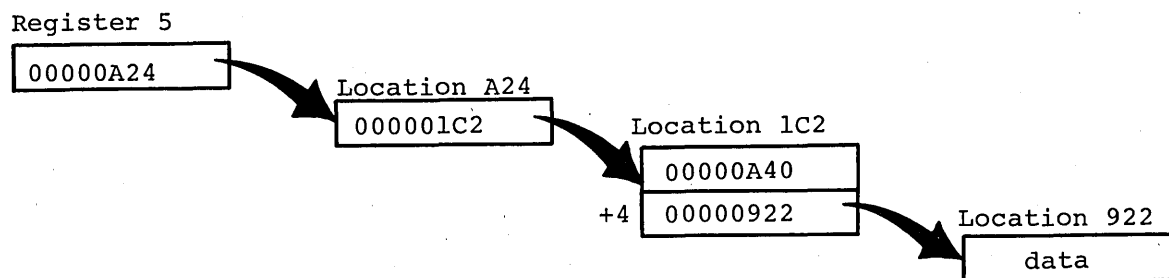 Register 5
00000A24
Location A24
000001C2
Location 1C2
00000A40
+4 00000922
Location 922
data